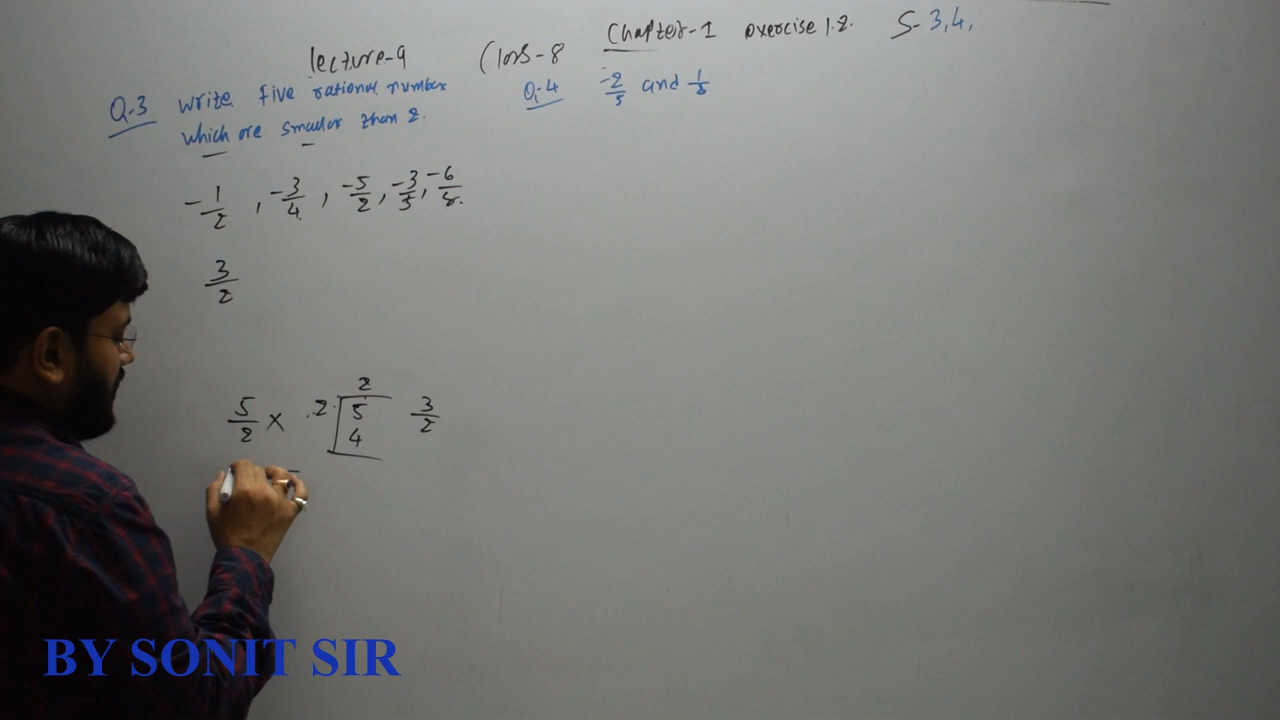 lecture-9 Class-8 Chapter-1 exercise 1.2. S-3,4,
Q-3 write five rational number
which are smaller than 2.
Q-4 -2/5 and 1/2
-1/2, -3/4, -5/2, -3/5, -6/5.
3/2
5/2 x 2 5 2 4 3/2
BY SONIT SIR